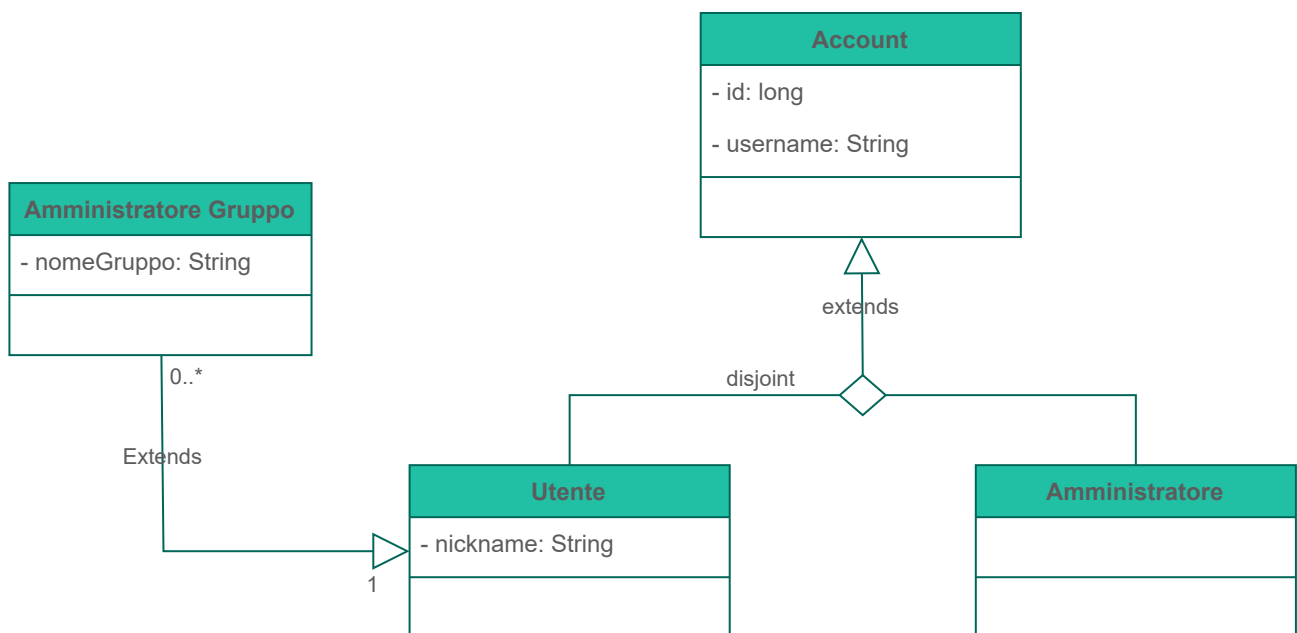 Account
- id: long
- username: String
Amministratore Gruppo
- nomeGruppo: String
0..*
Extends
1
extends
disjoint
Utente
- nickname: String
Amministratore